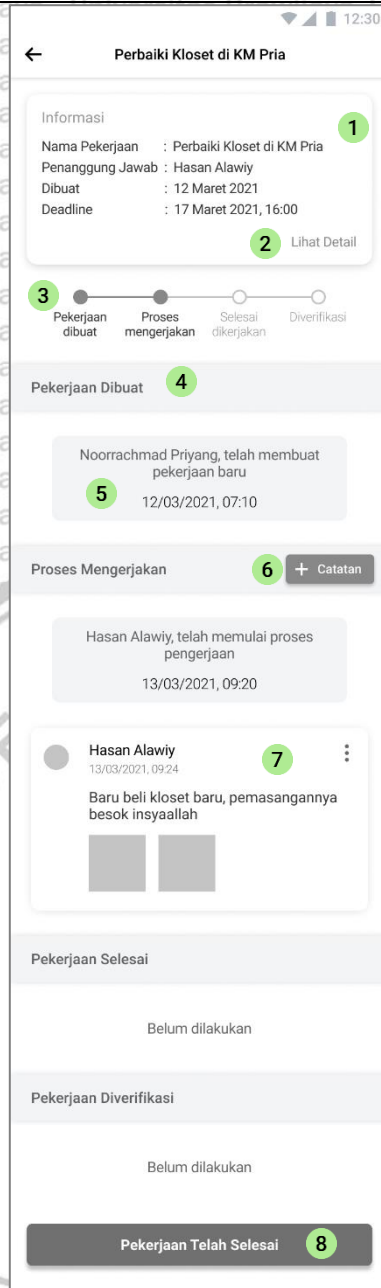 12:30
Perbaiki Kloset di KM Pria
Informasi
1
Nama Pekerjaan : Perbaiki Kloset di KM Pria
Penanggung Jawab : Hasan Alawiy
Dibuat : 12 Maret 2021
Deadline : 17 Maret 2021, 16:00
2 Lihat Detail
3
Pekerjaan dibuat
Proses mengerjakan
Selesai dikerjakan
Diverifikasi
Pekerjaan Dibuat 4
Noorrachmad Priyang, telah membuat
pekerjaan baru
5
12/03/2021, 07:10
Proses Mengerjakan 6 + Catatan
Hasan Alawiy, telah memulai proses
pengerjaan
13/03/2021, 09:20
Hasan Alawiy
7
13/03/2021, 09:24
Baru beli kloset baru, pemasangannya
besok insyaallah
Pekerjaan Selesai
Belum dilakukan
Pekerjaan Diverifikasi
Belum dilakukan
Pekerjaan Telah Selesai 8